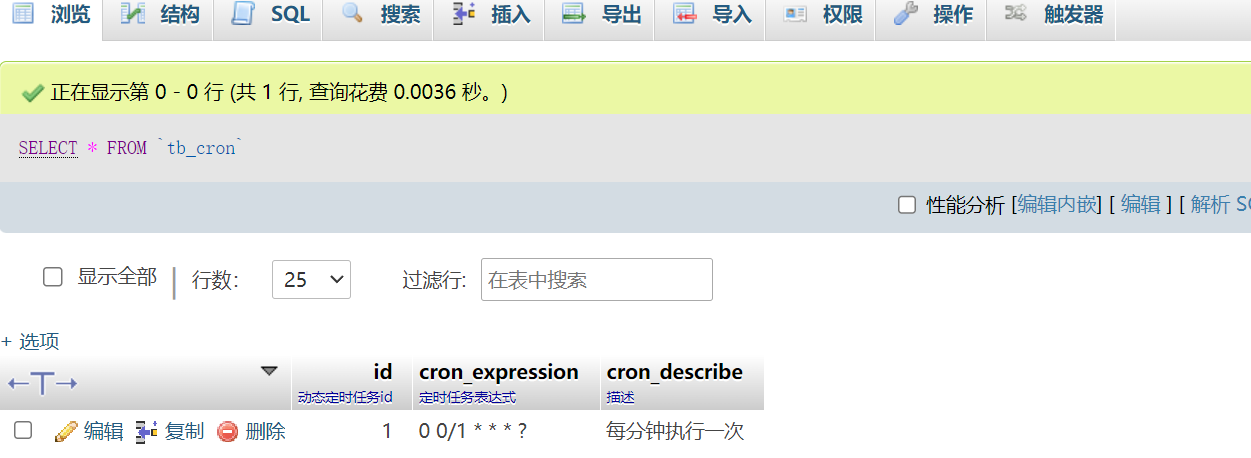 浏览 结构 SQL 搜索 插入 导出 导入 权限 操作 触发器
正在显示第 0 - 0 行 (共 1 行, 查询花费 0.0036 秒。)
SELECT * FROM `tb_cron`
性能分析 [编辑内嵌] [ 编辑 ] [ 解析 SQ
显示全部 行数: 25 过滤行: 在表中搜索
+ 选项
←T→ id cron_expression cron_describe
动态定时任务id 定时任务表达式 描述
编辑 复制 删除 1 0 0/1 * * * ? 每分钟执行一次